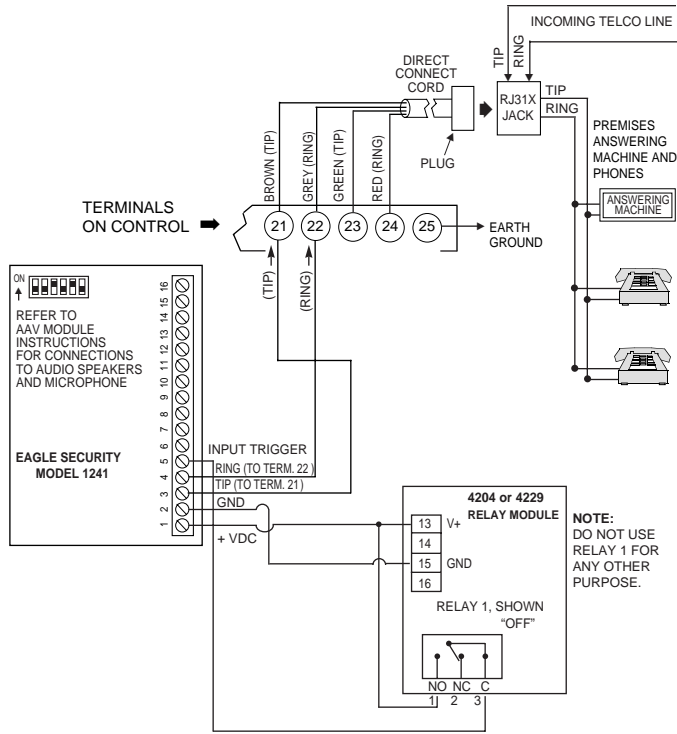 INCOMING TELCO LINE
TIP
RING
DIRECT
CONNECT
CORD
RJ31X
JACK
TIP
RING
PLUG
PREMISES
ANSWERING
MACHINE AND
PHONES
ANSWERING
MACHINE
BROWN (TIP)
GREY (RING)
GREEN (TIP)
RED (RING)
TERMINALS
ON CONTROL
21
22
23
24
25
EARTH
GROUND
(TIP)
(RING)
ON
REFER TO
AAV MODULE
INSTRUCTIONS
FOR CONNECTIONS
TO AUDIO SPEAKERS
AND MICROPHONE
EAGLE SECURITY
MODEL 1241
16
15
14
13
12
11
10
9
8
7
6
5
4
3
2
1
INPUT TRIGGER
RING (TO TERM. 22 )
TIP (TO TERM. 21 )
GND
+ VDC
4204 or 4229
RELAY MODULE
13 V+
14
15 GND
16
RELAY 1, SHOWN
“OFF”
NO NC C
1 2 3
NOTE:
DO NOT USE
RELAY 1 FOR
ANY OTHER
PURPOSE.